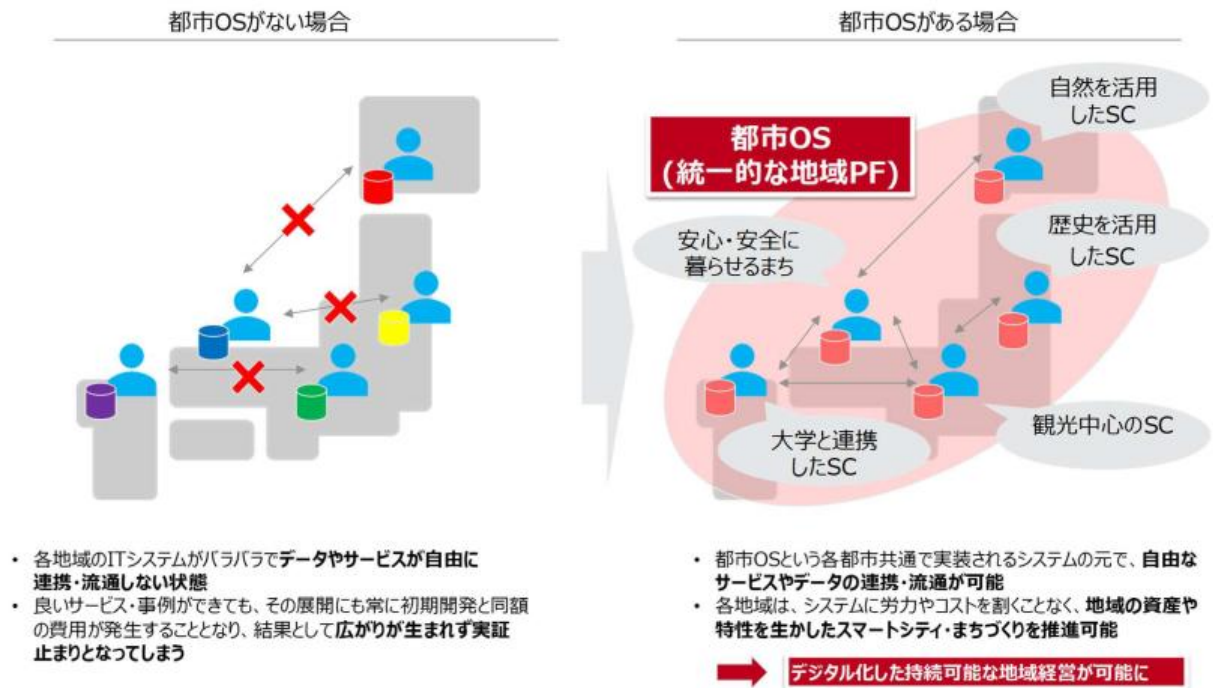 都市OSがない場合
都市OSがある場合
自然を活用
したSC
都市OS
(統一的な地域PF)
安心・安全に
暮らせるまち
歴史を活用
したSC
大学と連携
したSC
観光中心のSC
・ 各地域のITシステムがバラバラでデータやサービスが自由に
連携・流通しない状態
・ 良いサービス・事例ができても、その展開にも常に初期開発と同額
の費用が発生することとなり、結果として広がりが生まれず実証
止まりとなってしまう
・ 都市OSという各都市共通で実装されるシステムの元で、自由な
サービスやデータの連携・流通が可能
・ 各地域は、システムに労力やコストを割くことなく、地域の資産や
特性を生かしたスマートシティ・まちづくりを推進可能
デジタル化した持続可能な地域経営が可能に